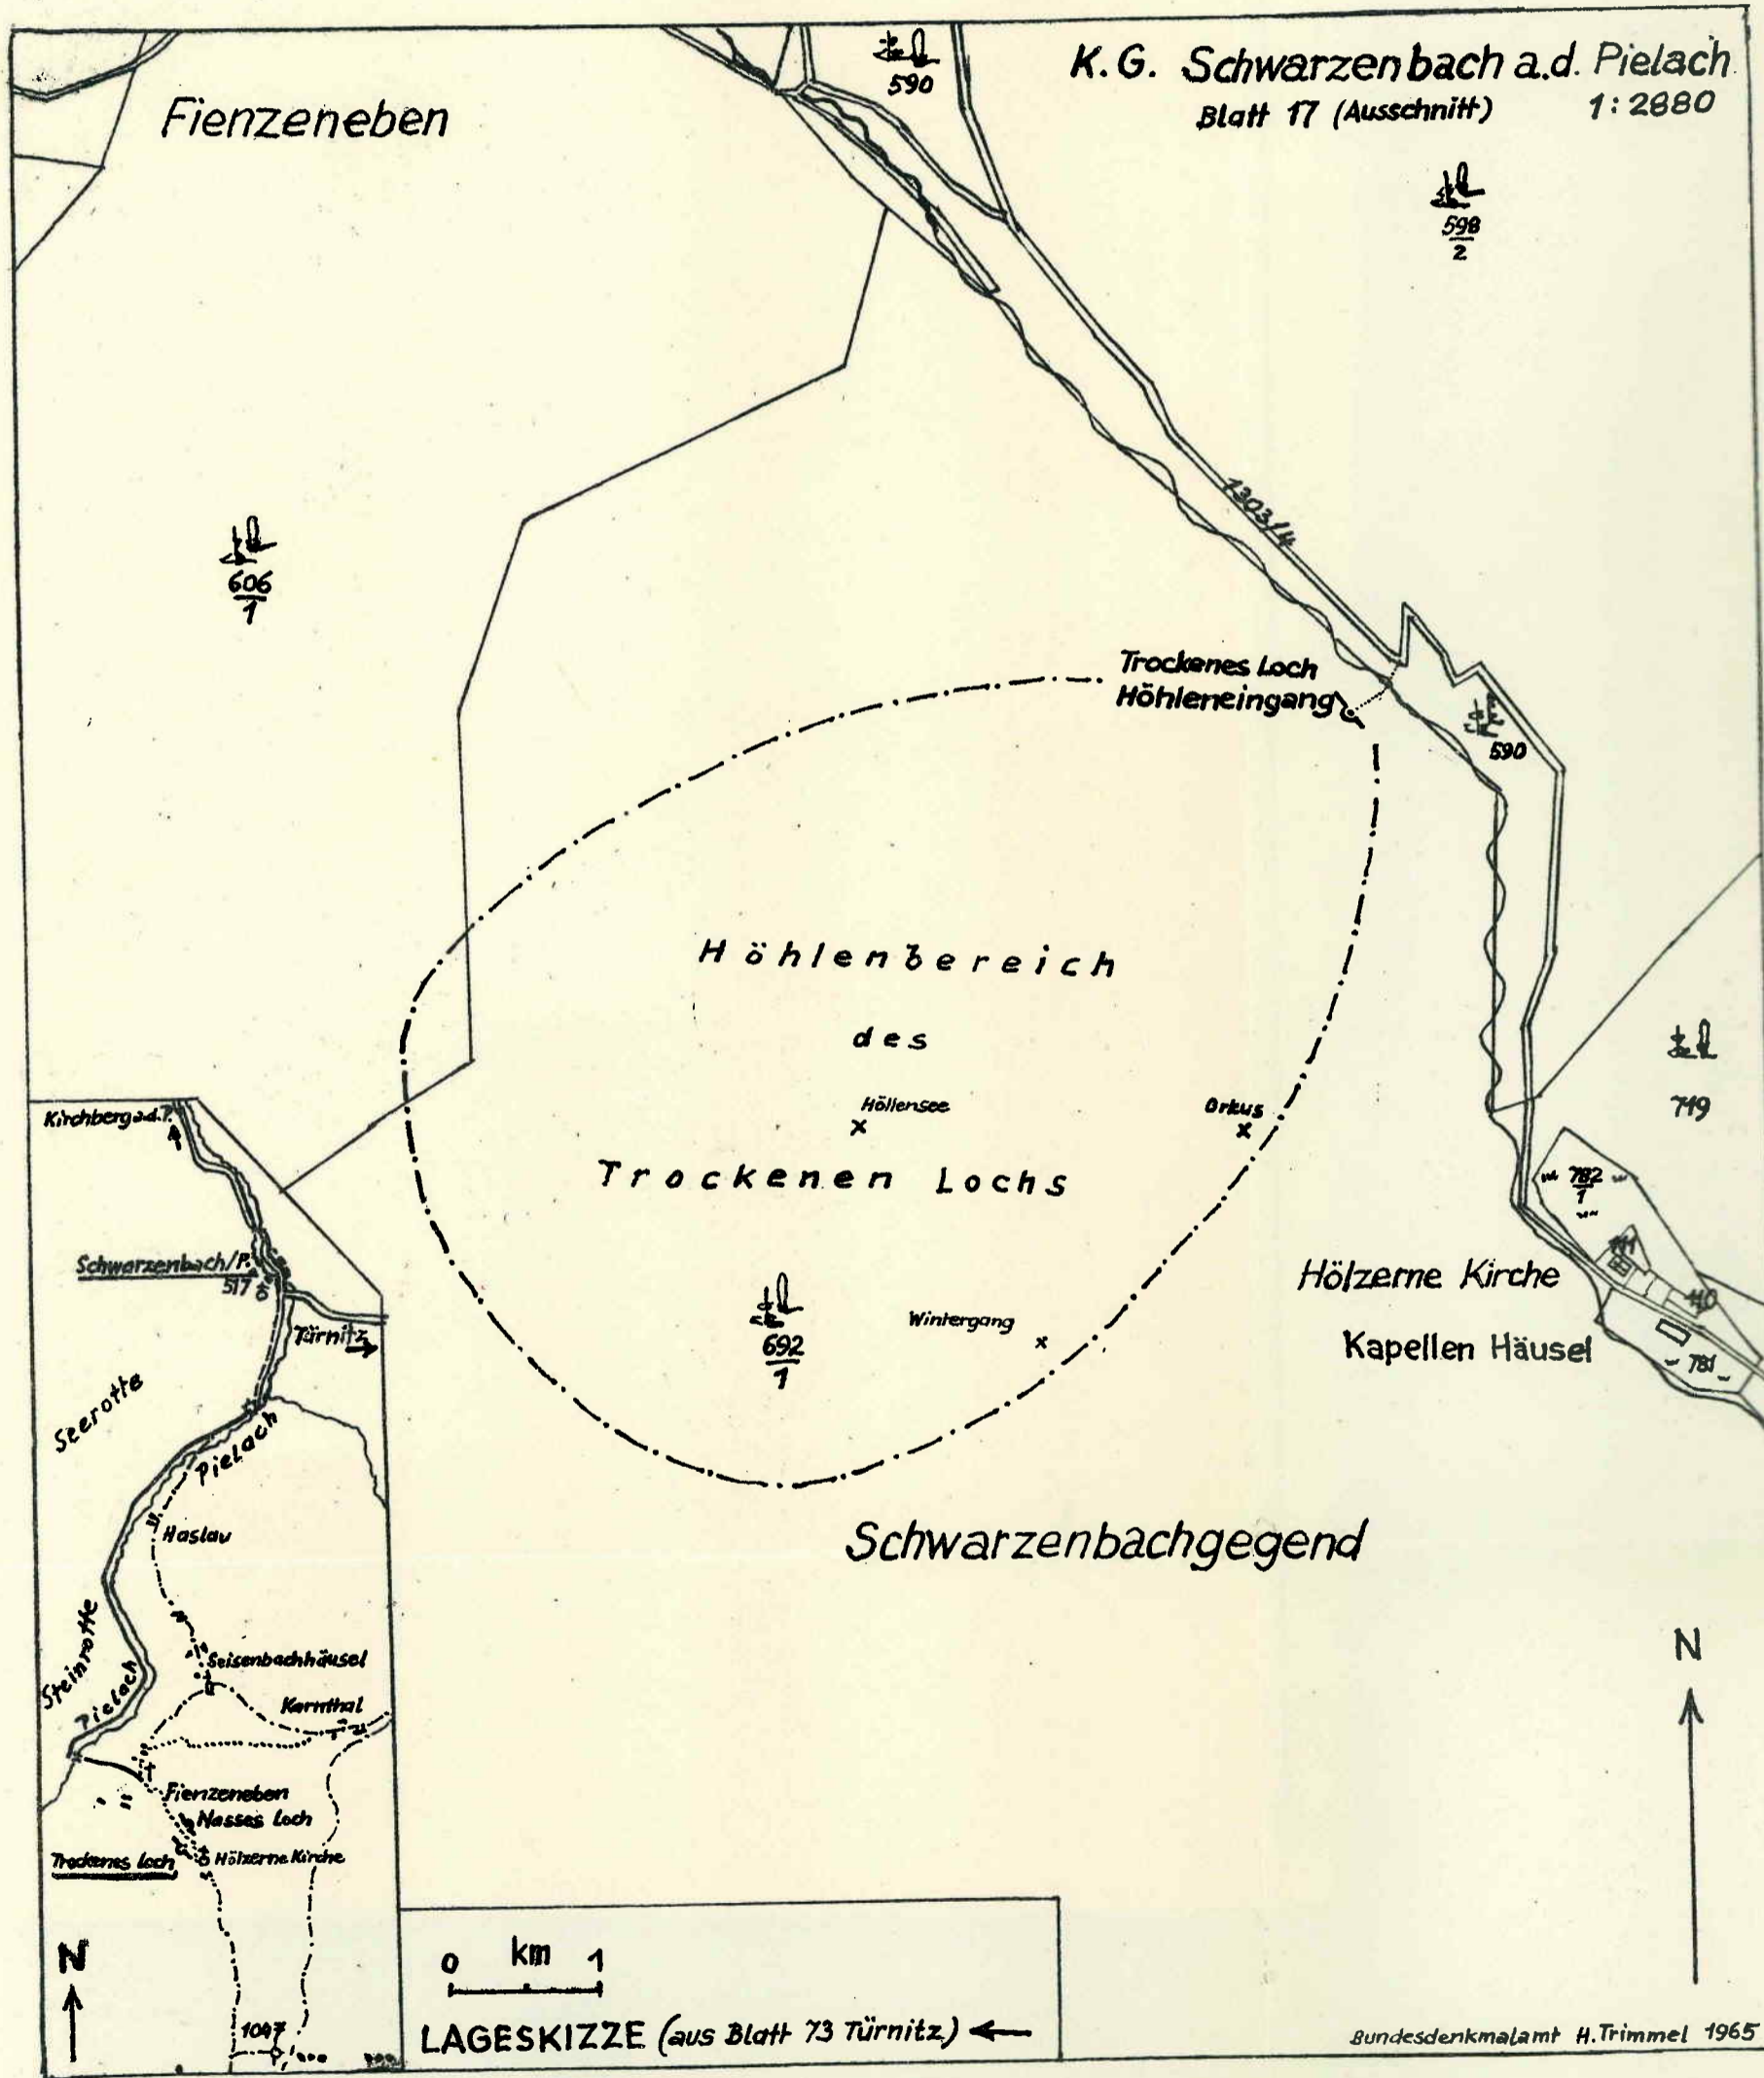 K.G. Schwarzenbach a.d. Pielach
Blatt 17 (Ausschnitt) 1:2880
Fienzeneben
590
598
2
606
1
1303/4
Trockenes Loch
Höhleneingang
590
Höhlenbereich
des
Höllensee
Orkus
Trockenen Lochs
692
1
Wintergang
719
782
1
Hölzerne Kirche
Kapellen Häusel
781
Schwarzenbachgegend
N
Kirchberg a.d.P.
Schwarzenbach/P.
517
Türnitz
Seerotte
Pielach
Haslau
Steinrotte
Pielach
Seisenbachhäusel
Kernthal
Fienzeneben
Nasses Loch
Trockenes Loch
Hölzerne Kirche
N
1047
0 km 1
LAGESKIZZE (aus Blatt 73 Türnitz)
Bundesdenkmalamt H.Trimmel 1965